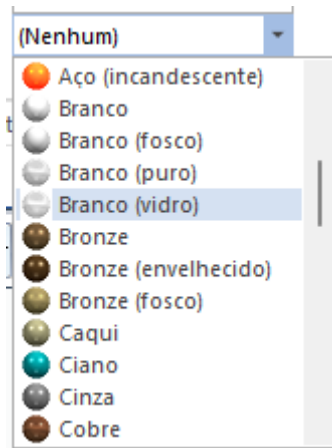 (Nenhum)
Aço (incandescente)
Branco
Branco (fosco)
Branco (puro)
Branco (vidro)
Bronze
Bronze (envelhecido)
Bronze (fosco)
Caqui
Ciano
Cinza
Cobre